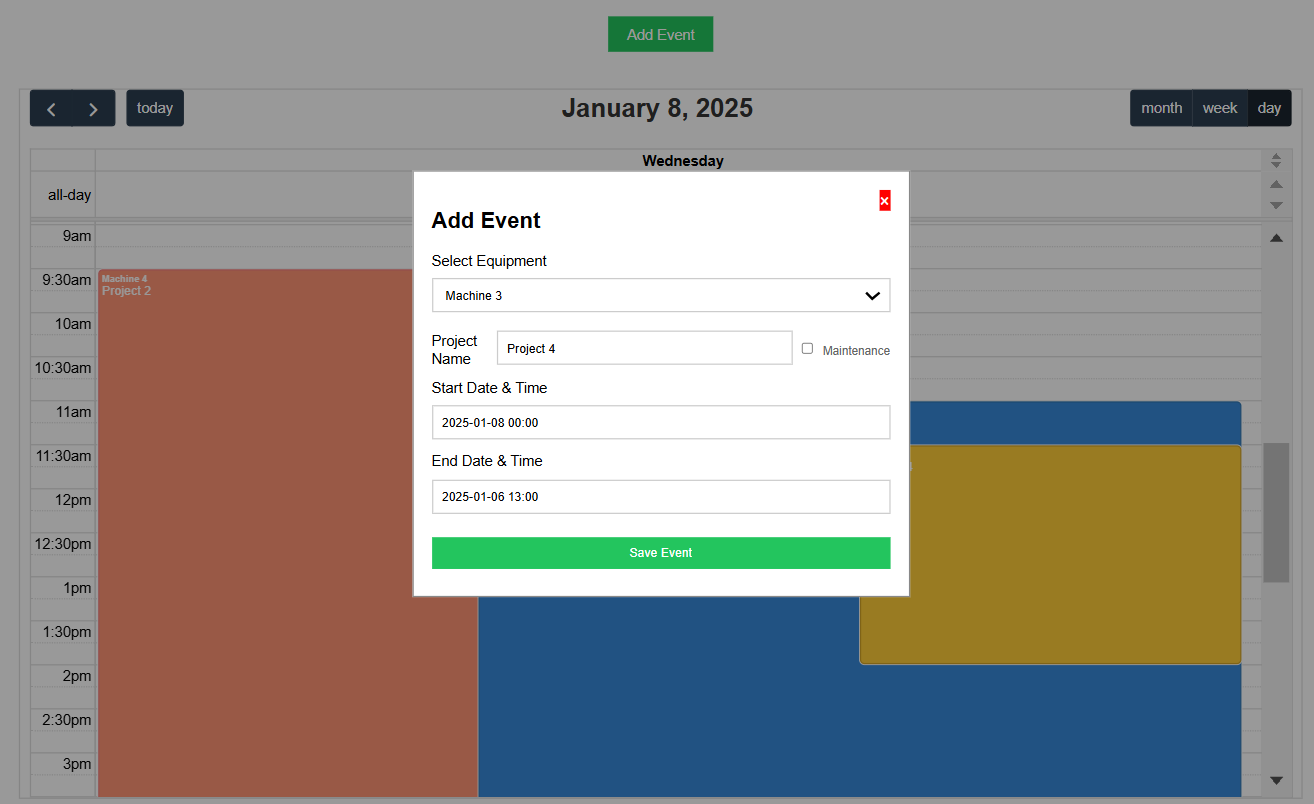 Add Event
today
January 8, 2025
month week day
Wednesday
all-day
9am
9:30am
Machine 4
Project 2
10am
10:30am
11am
11:30am
12pm
12:30pm
1pm
1:30pm
2pm
2:30pm
3pm
×
Add Event
Select Equipment
Machine 3
Project
Name
Project 4
Maintenance
Start Date & Time
2025-01-08 00:00
End Date & Time
2025-01-06 13:00
Save Event